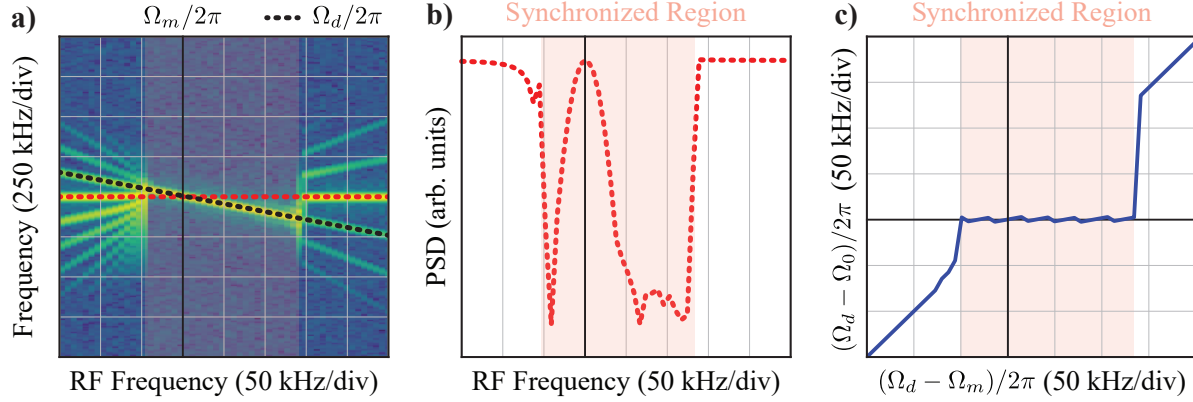 a)
Ω_m/2π
Ω_d/2π
Frequency (250 kHz/div)
RF Frequency (50 kHz/div)
b)
Synchronized Region
PSD (arb. units)
RF Frequency (50 kHz/div)
c)
Synchronized Region
(Ω_d − Ω_0)/2π (50 kHz/div)
(Ω_d − Ω_m)/2π (50 kHz/div)